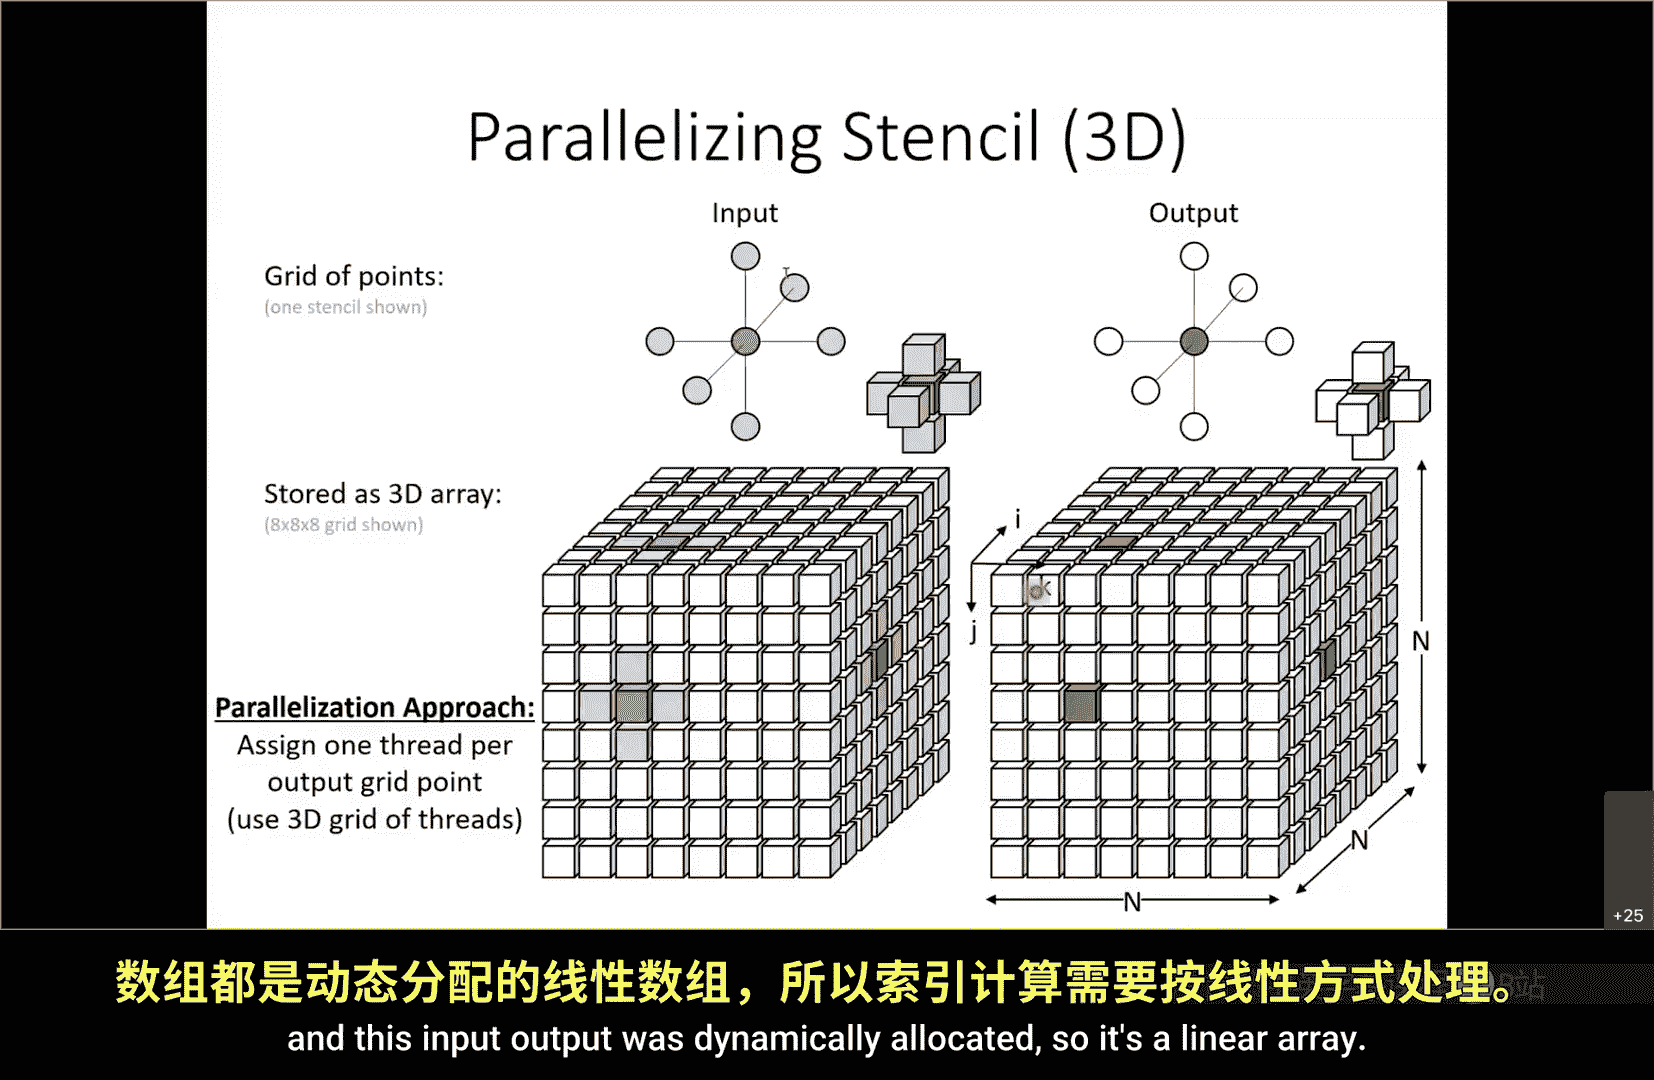 Parallelizing Stencil (3D)
Input
Output
Grid of points:
(one stencil shown)
Stored as 3D array:
(8x8x8 grid shown)
i
k
j
N
Parallelization Approach:
Assign one thread per
output grid point
(use 3D grid of threads)
N
N
+25
数组都是动态分配的线性数组，所以索引计算需要按线性方式处理。
B站
and this input output was dynamically allocated, so it's a linear array.